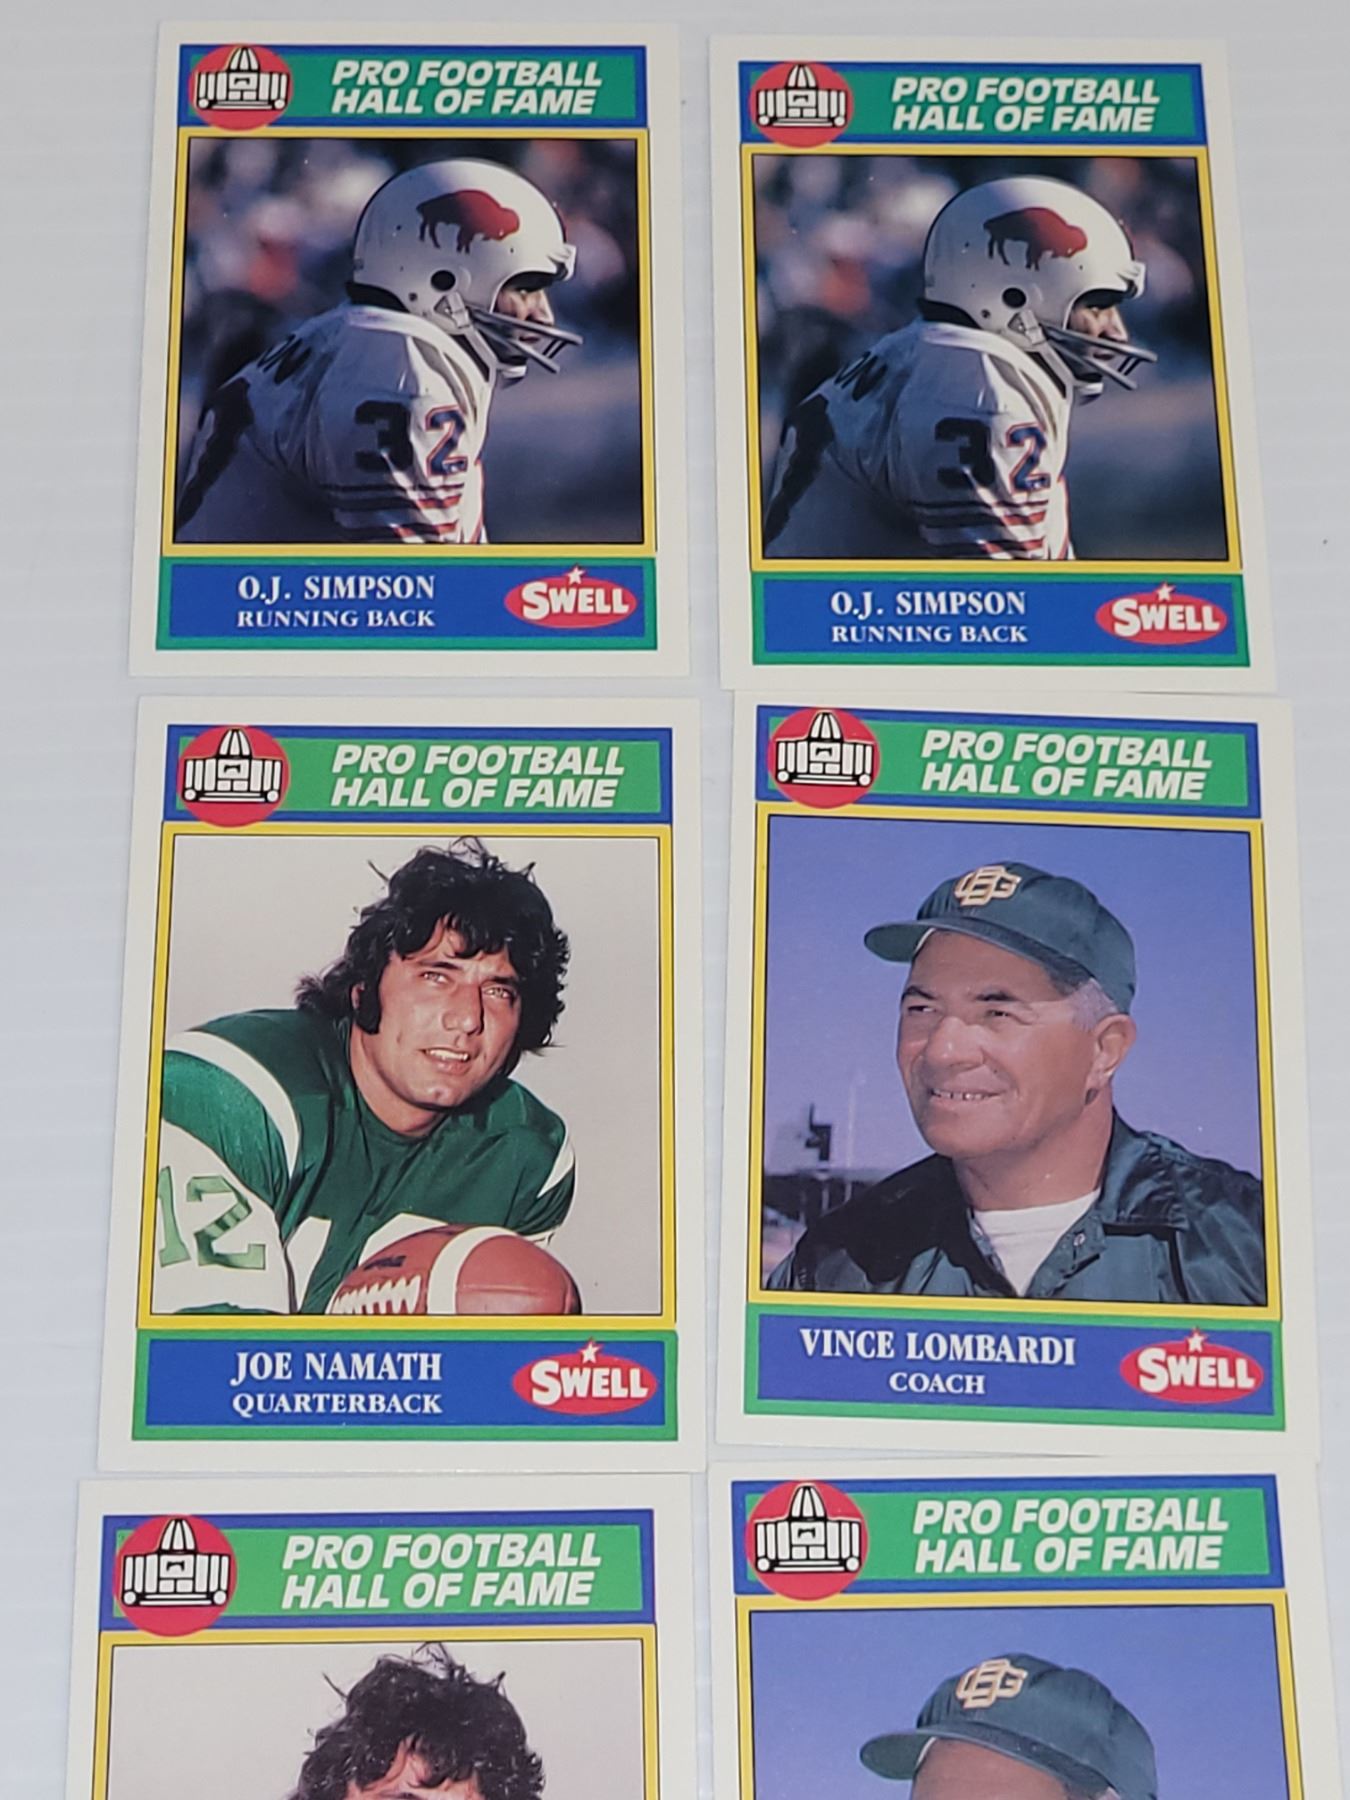 PRO FOOTBALL
HALL OF FAME
32
O.J. SIMPSON
RUNNING BACK
SWELL
PRO FOOTBALL
HALL OF FAME
32
O.J. SIMPSON
RUNNING BACK
SWELL
PRO FOOTBALL
HALL OF FAME
12
JOE NAMATH
QUARTERBACK
SWELL
PRO FOOTBALL
HALL OF FAME
GB
VINCE LOMBARDI
COACH
SWELL
PRO FOOTBALL
HALL OF FAME
PRO FOOTBALL
HALL OF FAME
GB